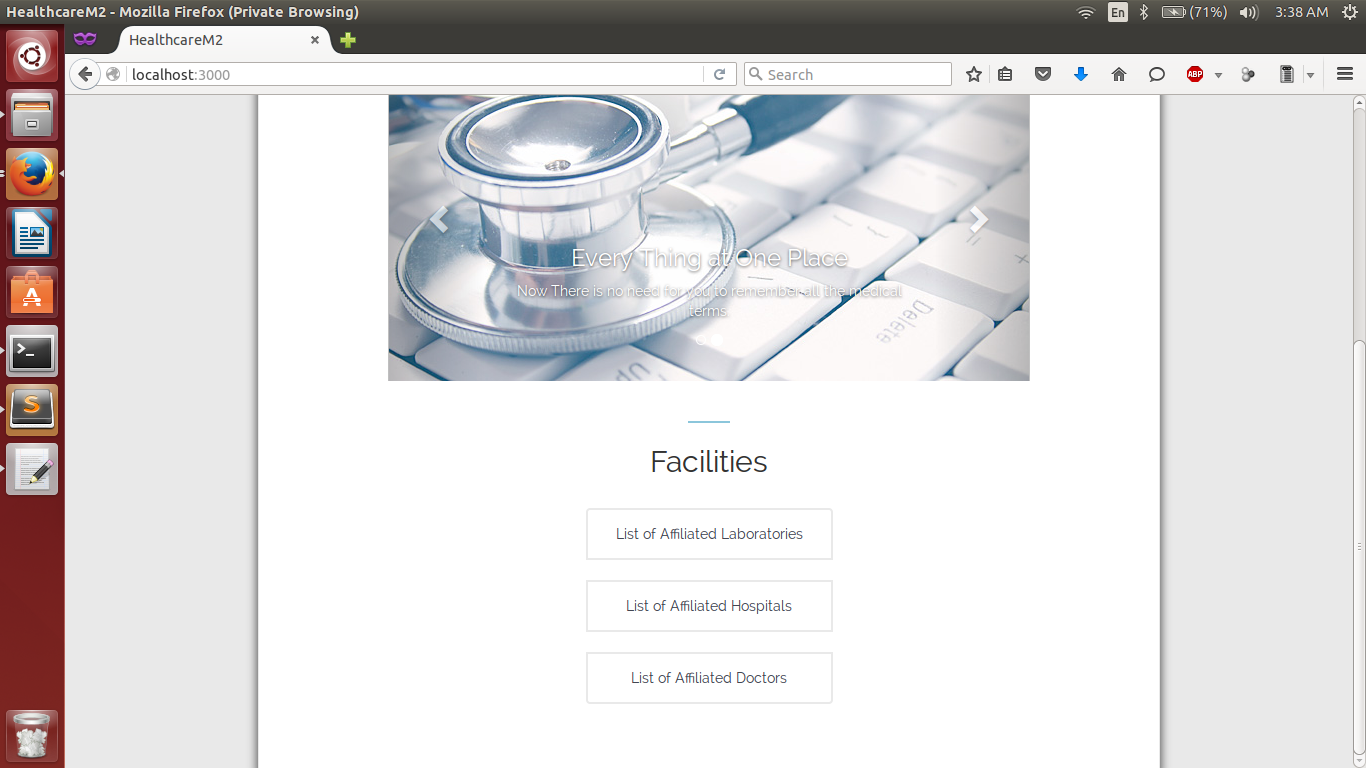 HealthcareM2 - Mozilla Firefox (Private Browsing)
En
(71%)
3:38 AM
HealthcareM2
localhost:3000
Search
ABP
Every Thing at One Place
Now There is no need for you to remember all the medical
terms
Delete
Up
Facilities
List of Affiliated Laboratories
List of Affiliated Hospitals
List of Affiliated Doctors